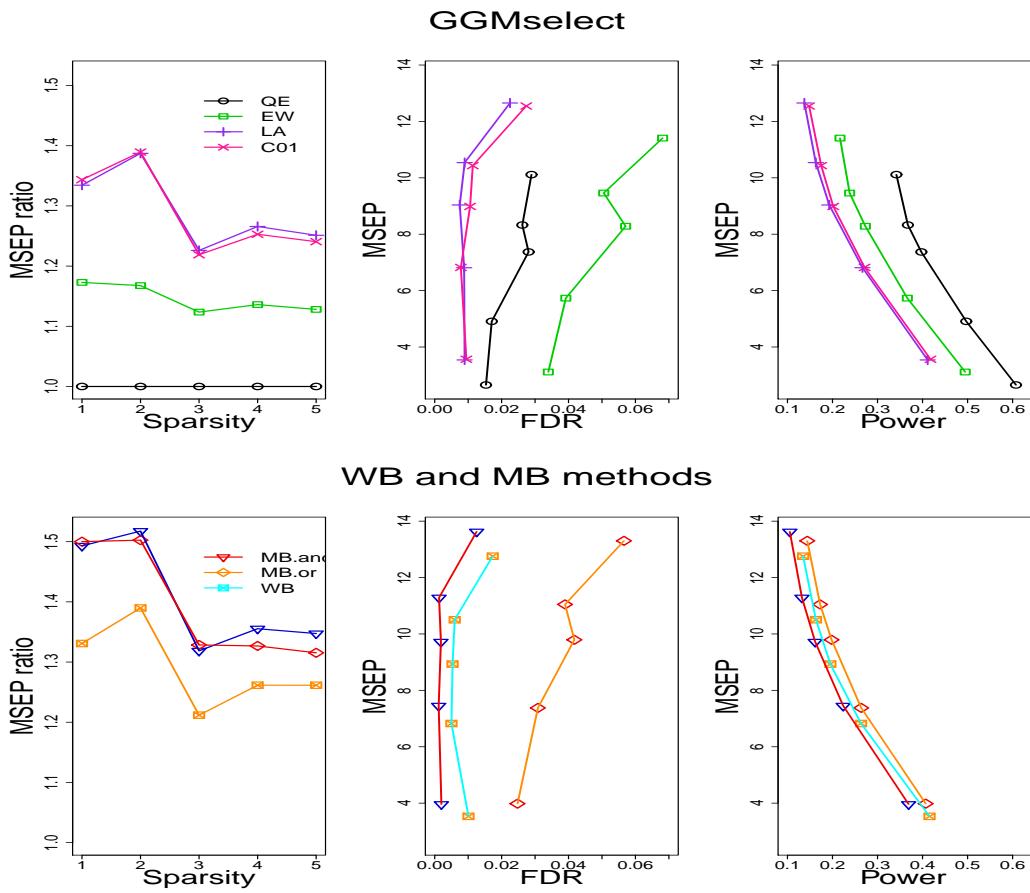 GGMselect
MSEP ratio
1.0 1.1 1.2 1.3 1.4 1.5
QE
EW
LA
C01
1 2 3 4 5
Sparsity
MSEP
4 6 8 10 12 14
0.00 0.02 0.04 0.06
FDR
MSEP
4 6 8 10 12 14
0.1 0.2 0.3 0.4 0.5 0.6
Power
WB and MB methods
MSEP ratio
1.0 1.1 1.2 1.3 1.4 1.5
MB.and
MB.or
WB
1 2 3 4 5
Sparsity
MSEP
4 6 8 10 12 14
0.00 0.02 0.04 0.06
FDR
MSEP
4 6 8 10 12 14
0.1 0.2 0.3 0.4 0.5 0.6
Power